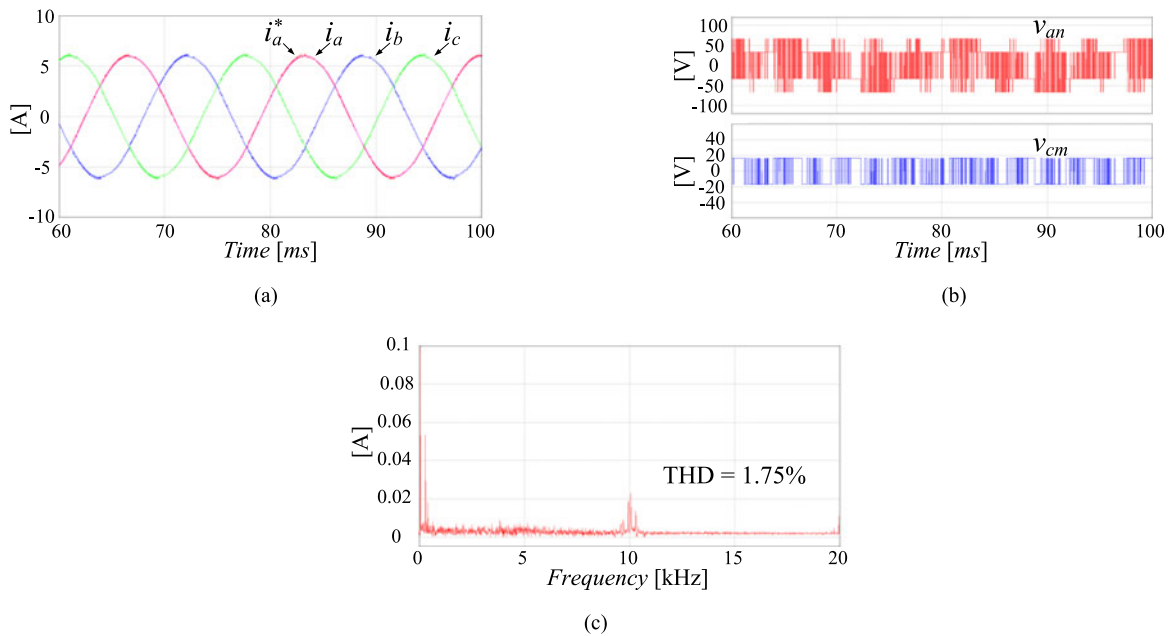 10
5
0
-5
-10
[A]
i*a ia ib ic
60 70 80 90 100
Time [ms]
(a)
100
50
0
-50
-100
[V]
van
40
20
0
-20
-40
[V]
vcm
60 70 80 90 100
Time [ms]
(b)
0.1
0.08
0.06
0.04
0.02
0
[A]
THD = 1.75%
0 5 10 15 20
Frequency [kHz]
(c)